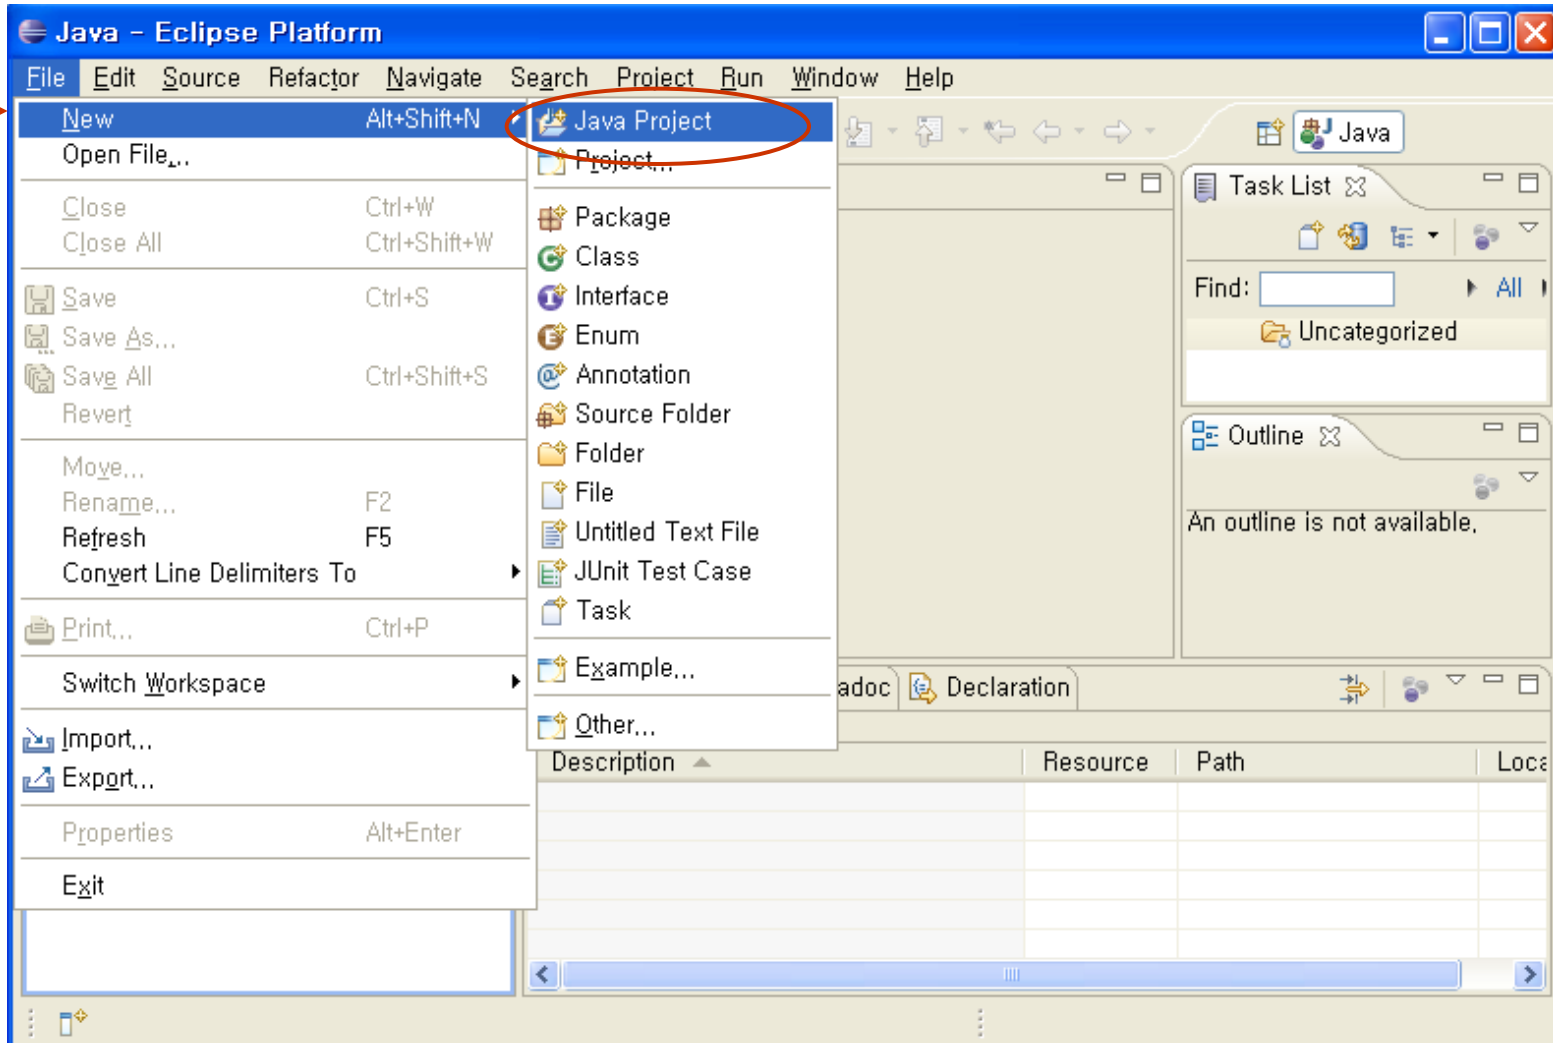 Java - Eclipse Platform
File Edit Source Refactor Navigate Search Project Run Window Help
New Alt+Shift+N
Open File...
Close Ctrl+W
Close All Ctrl+Shift+W
Save Ctrl+S
Save As...
Save All Ctrl+Shift+S
Revert
Move...
Rename... F2
Refresh F5
Convert Line Delimiters To
Print... Ctrl+P
Switch Workspace
Import...
Export...
Properties Alt+Enter
Exit
Java Project
Project...
Package
Class
Interface
Enum
Annotation
Source Folder
Folder
File
Untitled Text File
JUnit Test Case
Task
Example...
Other...
Java
Task List
Find: All
Uncategorized
Outline
An outline is not available.
adoc Declaration
Description Resource Path Loca